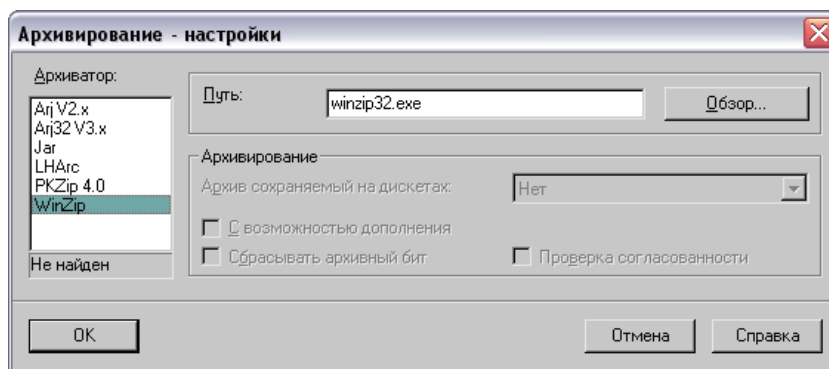 Архивирование - настройки
Архиватор:
Arj V2.x
Arj32 V3.x
Jar
LHArc
PKZip 4.0
WinZip
Не найден
Путь:
winzip32.exe
Обзор...
Архивирование
Архив сохраняемый на дискетах:
Нет
С возможностью дополнения
Сбрасывать архивный бит
Проверка согласованности
OK
Отмена
Справка